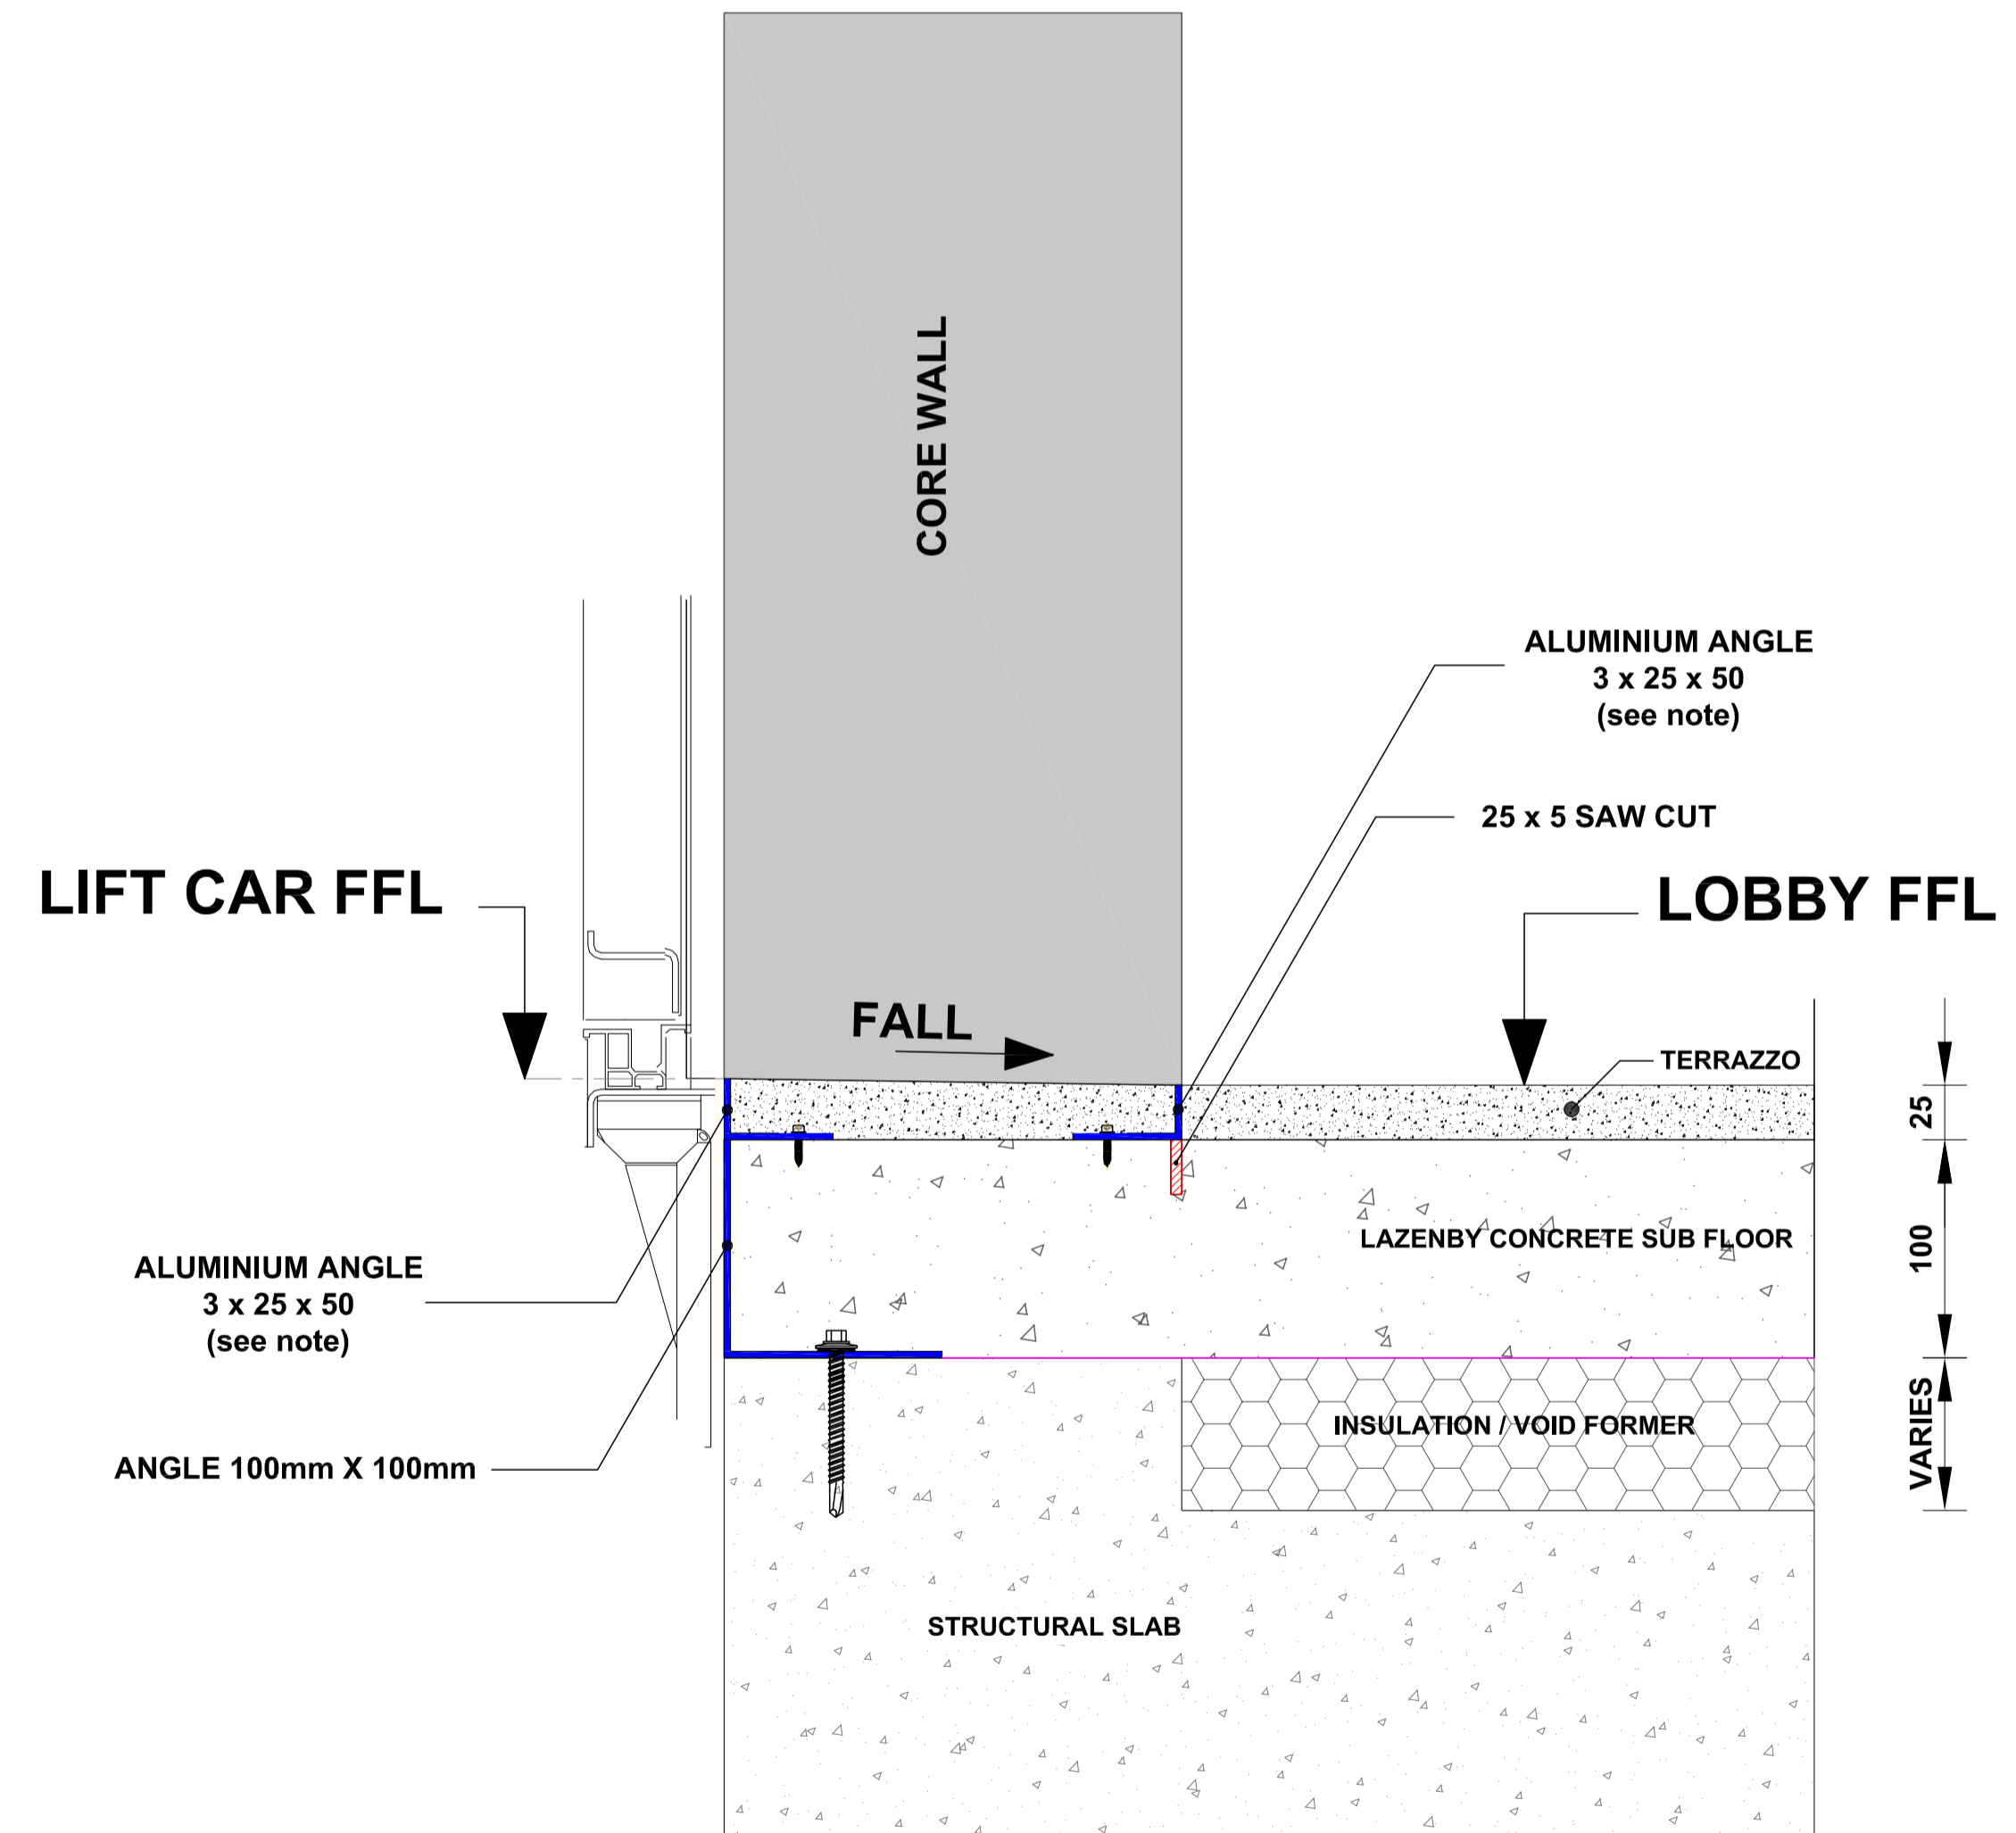 CORE WALL
ALUMINIUM ANGLE
3 x 25 x 50
(see note)
25 x 5 SAW CUT
LIFT CAR FFL
LOBBY FFL
FALL
TERRAZZO
25
LAZENBY CONCRETE SUB FLOOR
100
ALUMINIUM ANGLE
3 x 25 x 50
(see note)
INSULATION / VOID FORMER
VARIES
ANGLE 100mm X 100mm
STRUCTURAL SLAB